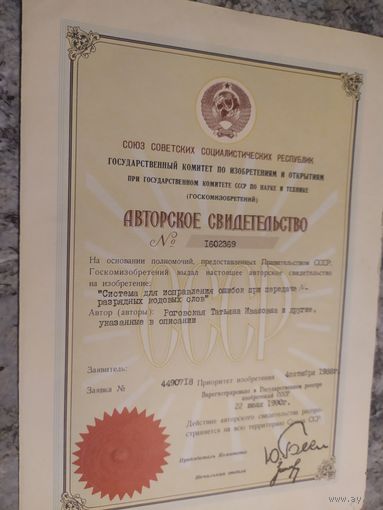 СОЮЗ СОВЕТСКИХ СОЦИАЛИСТИЧЕСКИХ РЕСПУБЛИК
ГОСУДАРСТВЕННЫЙ КОМИТЕТ ПО ИЗОБРЕТЕНИЯМ И ОТКРЫТИЯМ
ПРИ ГОСУДАРСТВЕННОМ КОМИТЕТЕ СССР ПО НАУКЕ И ТЕХНИКЕ
(ГОСКОМИЗОБРЕТЕНИЙ)
АВТОРСКОЕ СВИДЕТЕЛЬСТВО
№ I602369
На основании полномочий, предоставленных Правительством СССР,
Госкомизобретений выдал настоящее авторское свидетельство
на изобретение:
"Система для исправления ошибок при передаче
разрядных кодовых слов"
Автор (авторы): Роговская Татьяна Ивановна и другие,
указанные в описании
СССР
Заявитель:
Заявка № 4490718 Приоритет изобретения 4октября 1988г.
Зарегистрировано в Государственном реестре
изобретений СССР
22 июня 1990г.
Действие авторского свидетельства распро-
страняется на всю территорию Союза ССР
Председатель Комитета
Начальник отдела
ay.by